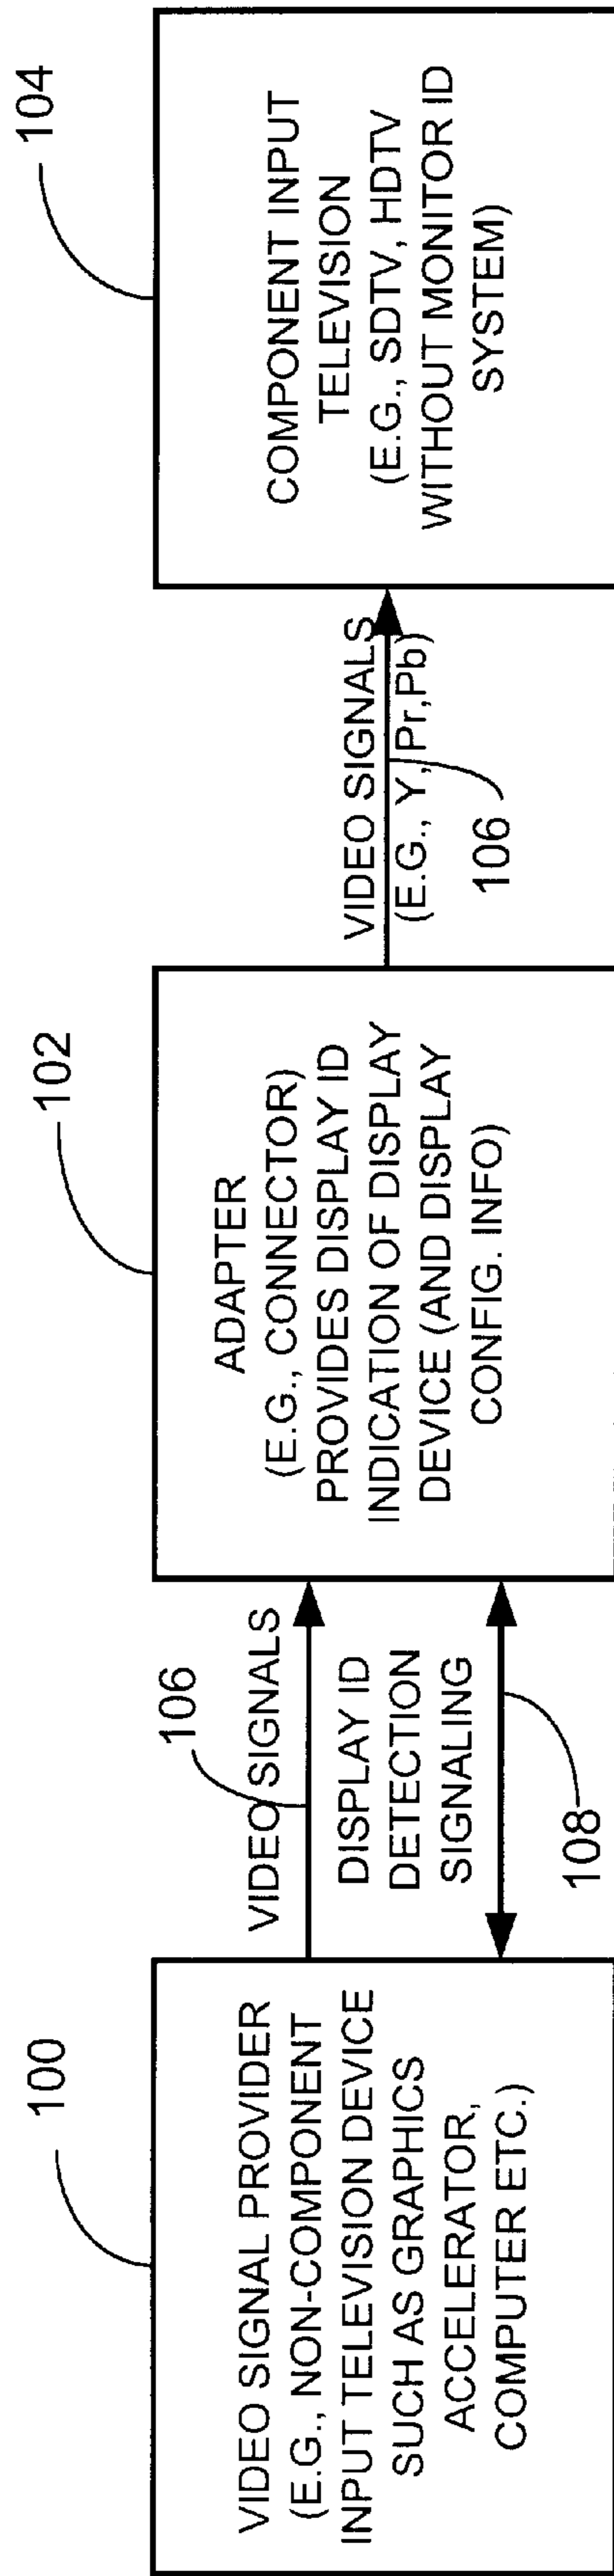 100
VIDEO SIGNAL PROVIDER
(E.G., NON-COMPONENT
INPUT TELEVISION DEVICE
SUCH AS GRAPHICS
ACCELERATOR,
COMPUTER ETC.)
106
VIDEO SIGNALS
DISPLAY ID
DETECTION
SIGNALING
108
102
ADAPTER
(E.G., CONNECTOR)
PROVIDES DISPLAY ID
INDICATION OF DISPLAY
DEVICE (AND DISPLAY
CONFIG. INFO)
VIDEO SIGNALS
(E.G., Y, Pr,Pb)
106
104
COMPONENT INPUT
TELEVISION
(E.G., SDTV, HDTV
WITHOUT MONITOR ID
SYSTEM)